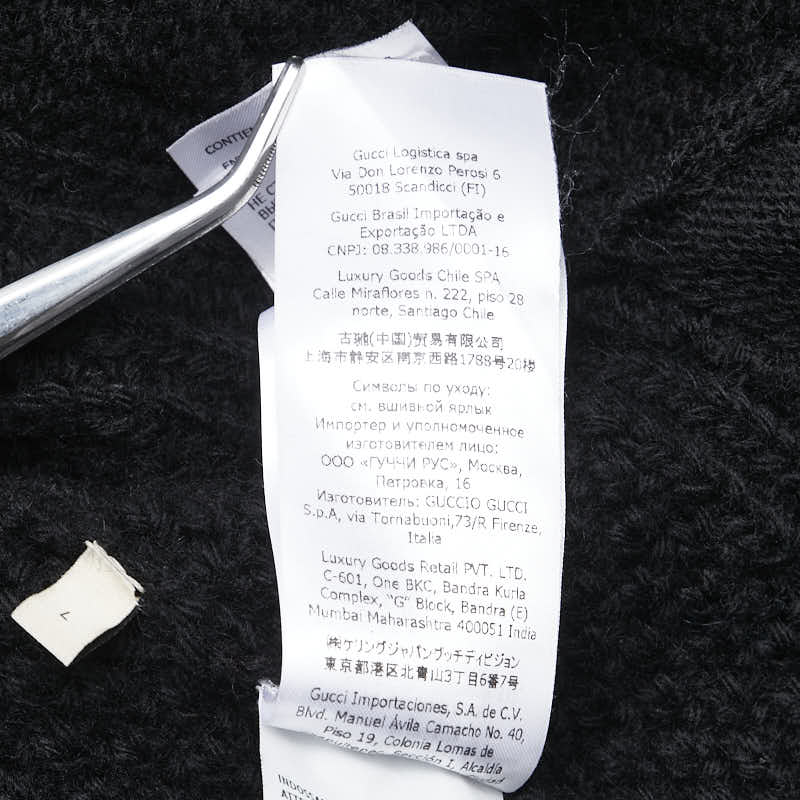 CONTIEN
НЕ С
Gucci Logistica spa
Via Don Lorenzo Perosi 6
50018 Scandicci (FI)
Gucci Brasil Importação e
Exportação LTDA
CNPJ: 08.338.986/0001-16
Luxury Goods Chile SPA
Calle Miraflores n. 222, piso 28
norte, Santiago Chile
古驰(中国)贸易有限公司
上海市静安区南京西路1788号20楼
Символы по уходу:
см. вшивной ярлык
Импортер и уполномоченное
изготовителем лицо:
ООО «ГУЧЧИ РУС», Москва,
Петровка, 16
Изготовитель: GUCCIO GUCCI
S.p.A, via Tornabuoni,73/R Firenze,
Italia
Luxury Goods Retail PVT. LTD.
C-601, One BKC, Bandra Kurla
Complex, "G" Block, Bandra (E)
Mumbai Maharashtra 400051 India
㈱ケリングジャパングッチディビジョン
東京都港区北青山3丁目6番7号
Gucci Importaciones, S.A. de C.V.
Blvd. Manuel Ávila Camacho No. 40,
Piso 19, Colonia Lomas de
Sección I, Alcaldía
L